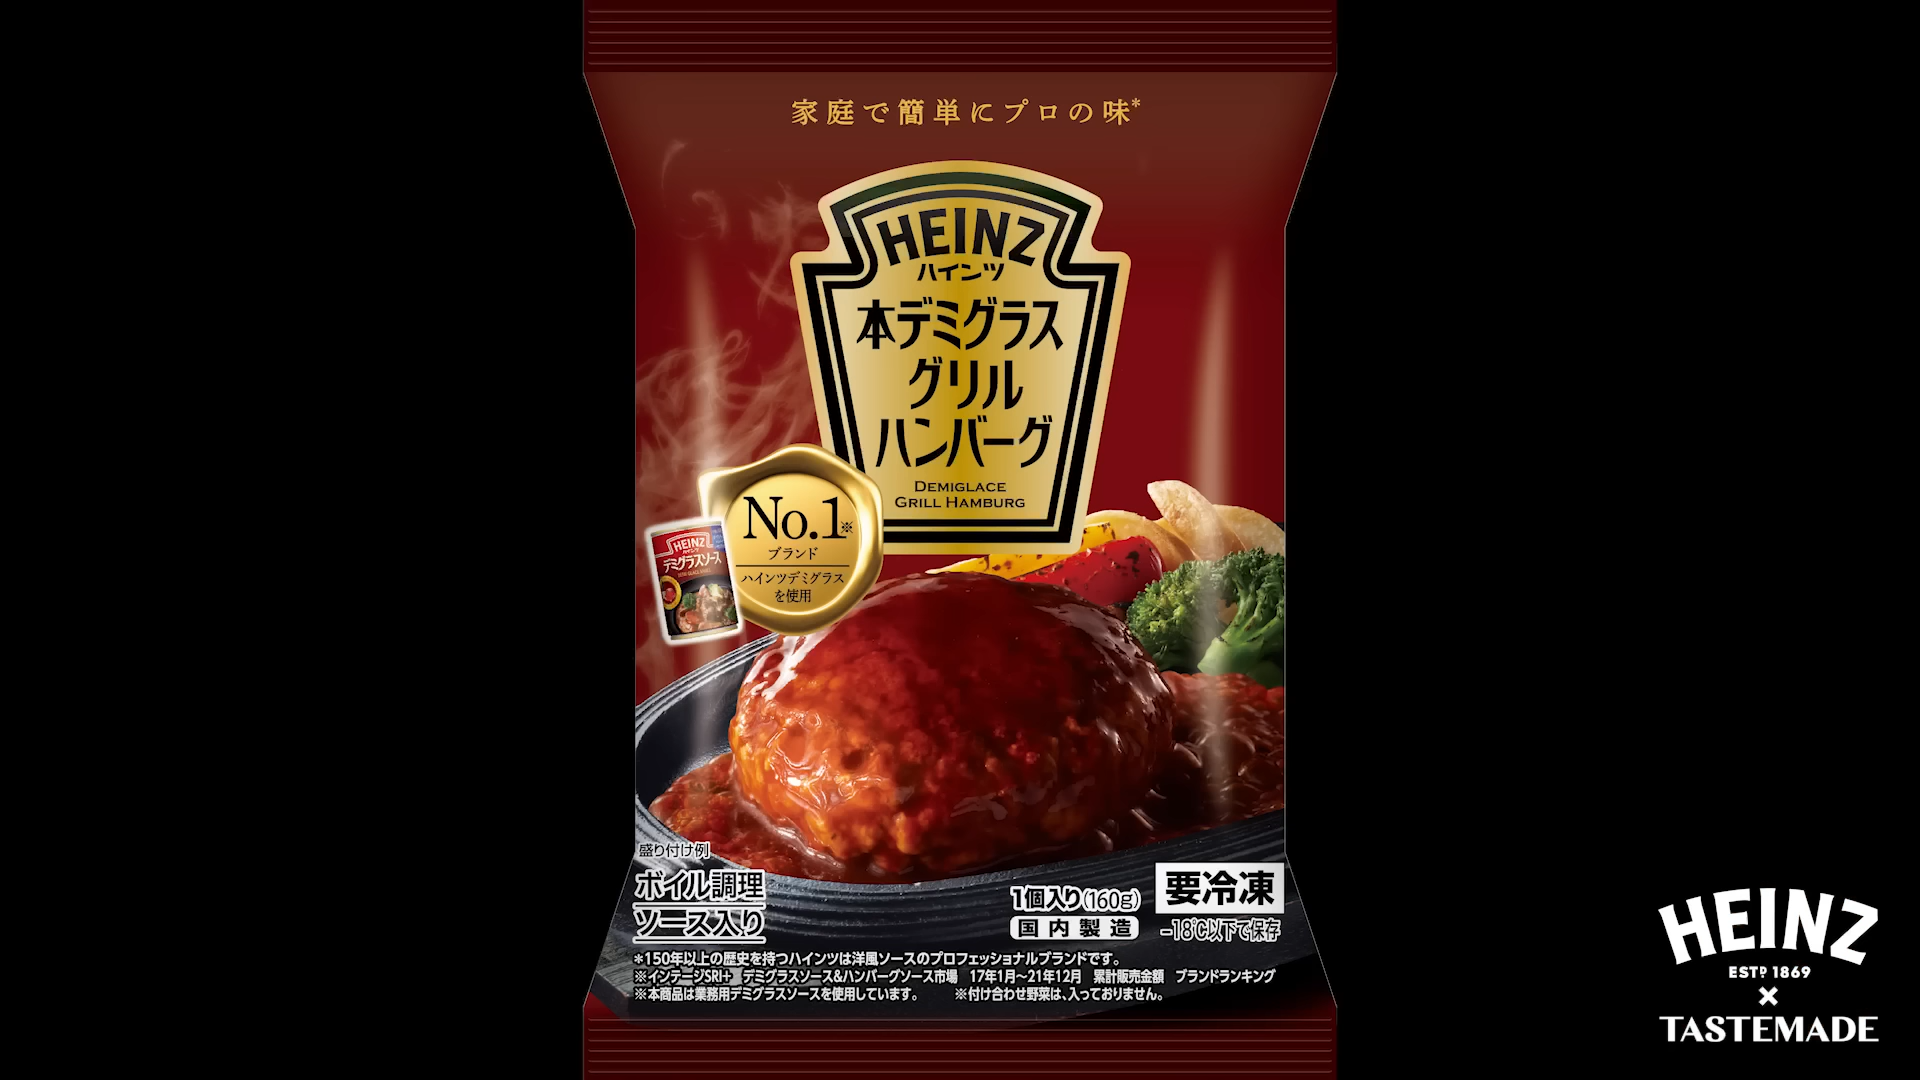 家庭で簡単にプロの味*
HEINZ
ハインツ
本デミグラス
グリル
ハンバーグ
DEMIGLACE
GRILL HAMBURG
No.1※
ブランド
ハインツデミグラス
を使用
HEINZ
ハインツ
デミグラスソース
盛り付け例
ボイル調理
ソース入り
1個入り(160g)
国内製造
要冷凍
-18℃以下で保存
*150年以上の歴史を持つハインツは洋風ソースのプロフェッショナルブランドです。
※インテージSRI+ デミグラスソース&ハンバーグソース市場 17年1月~21年12月 累計販売金額 ブランドランキング
※本商品は業務用デミグラスソースを使用しています。 ※付け合わせ野菜は、入っておりません。
HEINZ
ESTD 1869
×
TASTEMADE